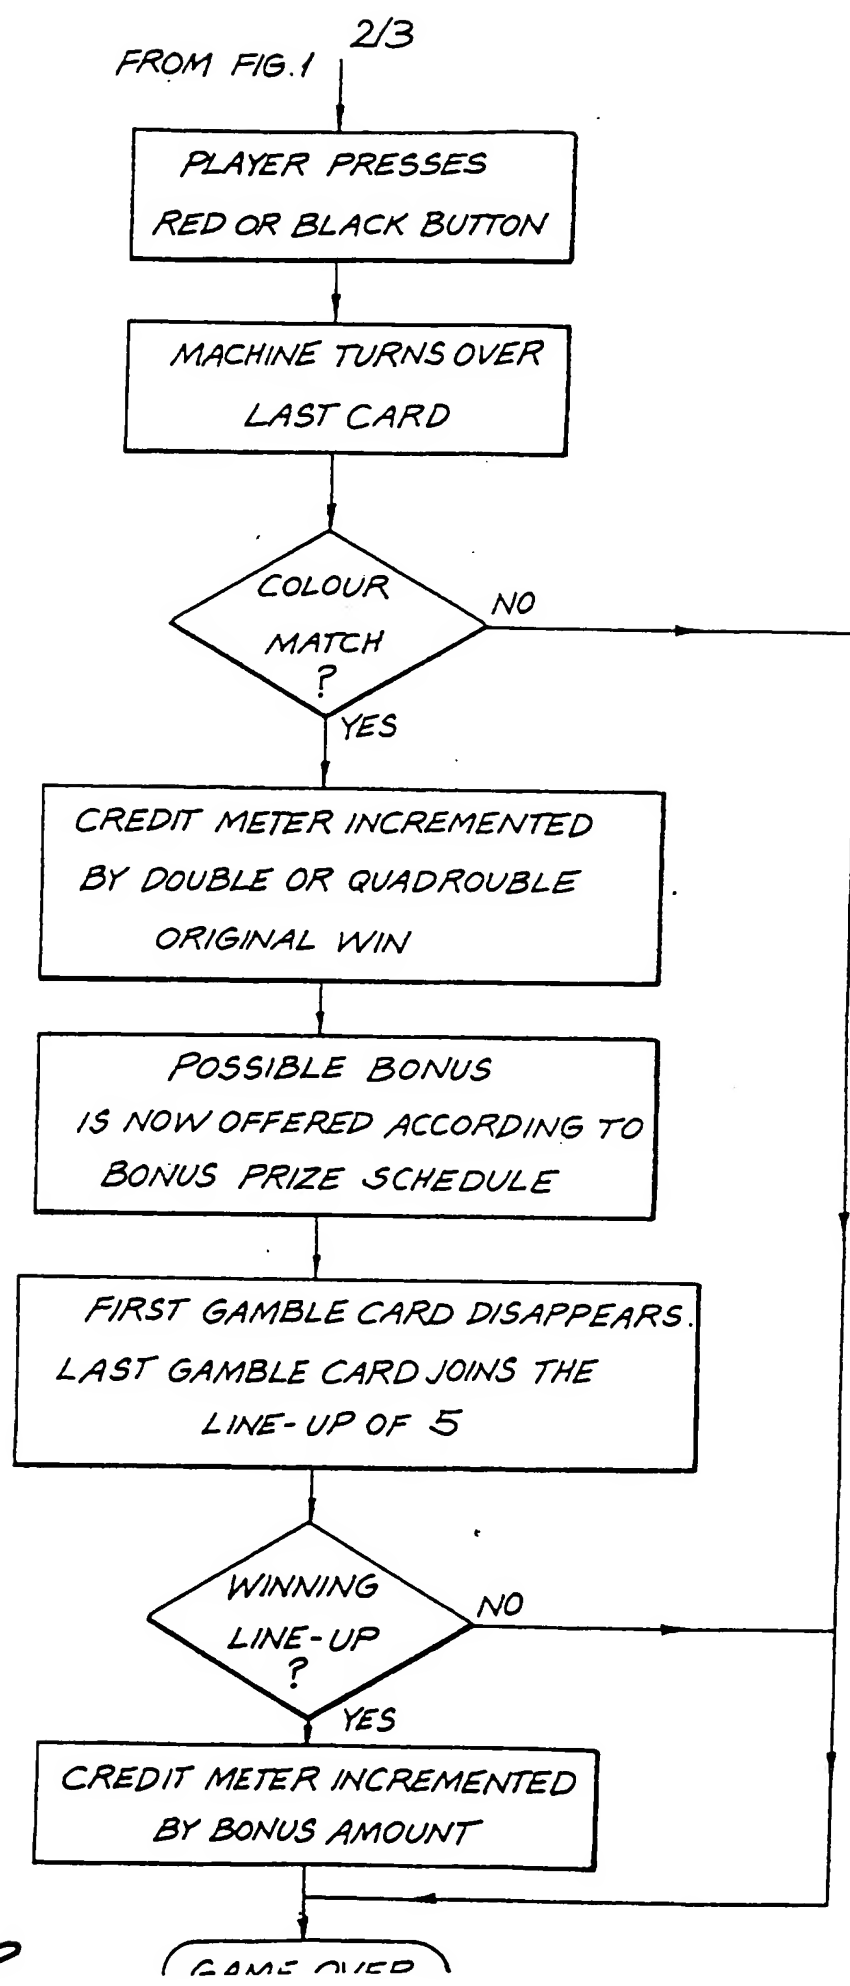 2/3
FROM FIG.1
PLAYER PRESSES
RED OR BLACK BUTTON
MACHINE TURNS OVER
LAST CARD
COLOUR
MATCH
?
NO
YES
CREDIT METER INCREMENTED
BY DOUBLE OR QUADROUBLE
ORIGINAL WIN
POSSIBLE BONUS
IS NOW OFFERED ACCORDING TO
BONUS PRIZE SCHEDULE
FIRST GAMBLE CARD DISAPPEARS.
LAST GAMBLE CARD JOINS THE
LINE-UP OF 5
WINNING
LINE-UP
?
NO
YES
CREDIT METER INCREMENTED
BY BONUS AMOUNT
GAME OVER